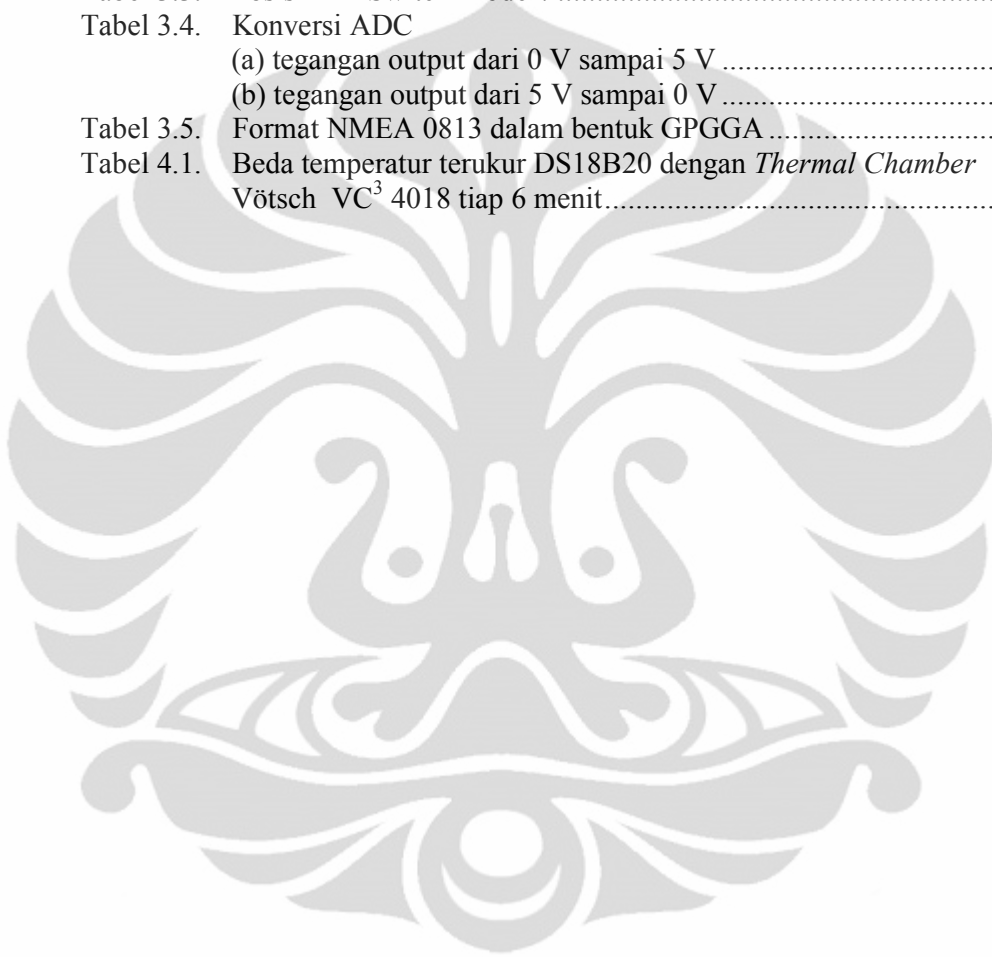 Tabel 3.4. Konversi ADC
(a) tegangan output dari 0 V sampai 5 V ..................................
(b) tegangan output dari 5 V sampai 0 V ..................................
Tabel 3.5. Format NMEA 0813 dalam bentuk GPGGA ............................
Tabel 4.1. Beda temperatur terukur DS18B20 dengan Thermal Chamber
Vötsch VC³ 4018 tiap 6 menit .................................................